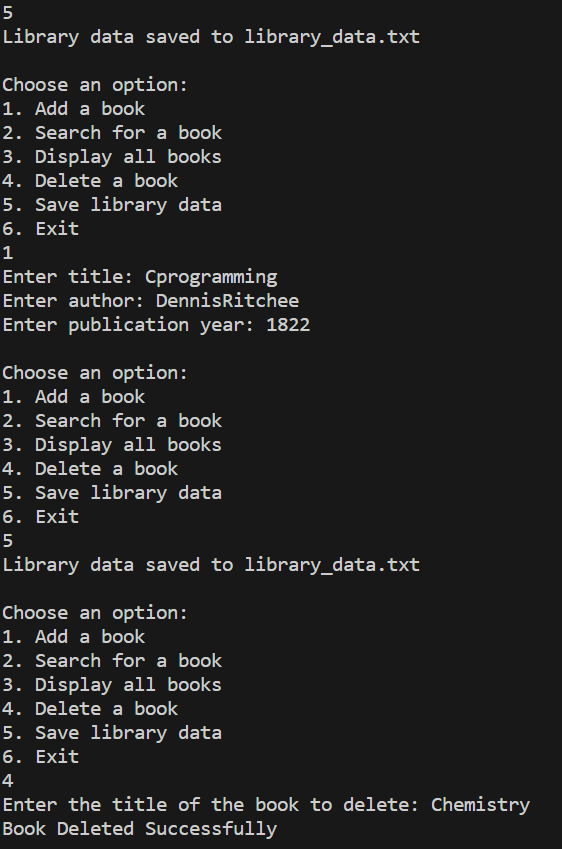 5
Library data saved to library_data.txt
Choose an option:
1. Add a book
2. Search for a book
3. Display all books
4. Delete a book
5. Save library data
6. Exit
1
Enter title: Cprogramming
Enter author: DennisRitchee
Enter publication year: 1822
Choose an option:
1. Add a book
2. Search for a book
3. Display all books
4. Delete a book
5. Save library data
6. Exit
5
Library data saved to library_data.txt
Choose an option:
1. Add a book
2. Search for a book
3. Display all books
4. Delete a book
5. Save library data
6. Exit
4
Enter the title of the book to delete: Chemistry
Book Deleted Successfully